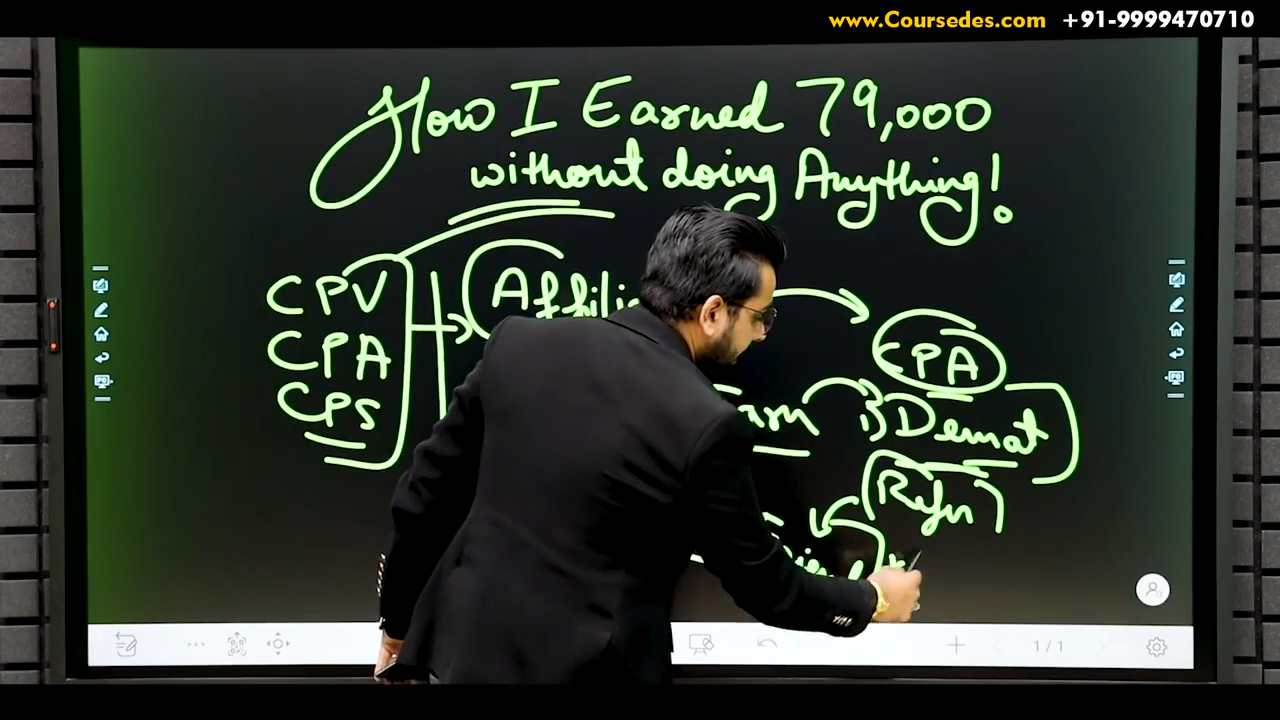 www.Coursedes.com +91-9999470710
How I Earned 79,000
without doing Anything!
CPV
CPA
CPS
CPA
Demat
Refer
1/1